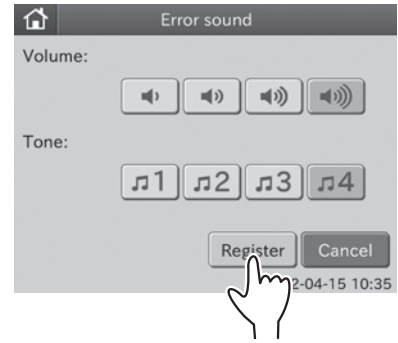 Error sound
Volume:
Tone:
1 2 3 4
Register Cancel
2-04-15 10:35